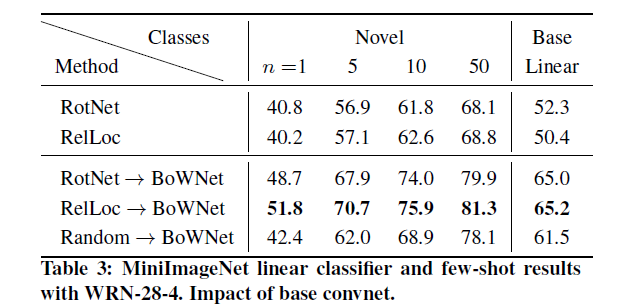 Classes Novel Base
Method n =1 5 10 50 Linear
RotNet 40.8 56.9 61.8 68.1 52.3
RelLoc 40.2 57.1 62.6 68.8 50.4
RotNet → BoWNet 48.7 67.9 74.0 79.9 65.0
RelLoc → BoWNet 51.8 70.7 75.9 81.3 65.2
Random → BoWNet 42.4 62.0 68.9 78.1 61.5
Table 3: MiniImageNet linear classifier and few-shot results
with WRN-28-4. Impact of base convnet.